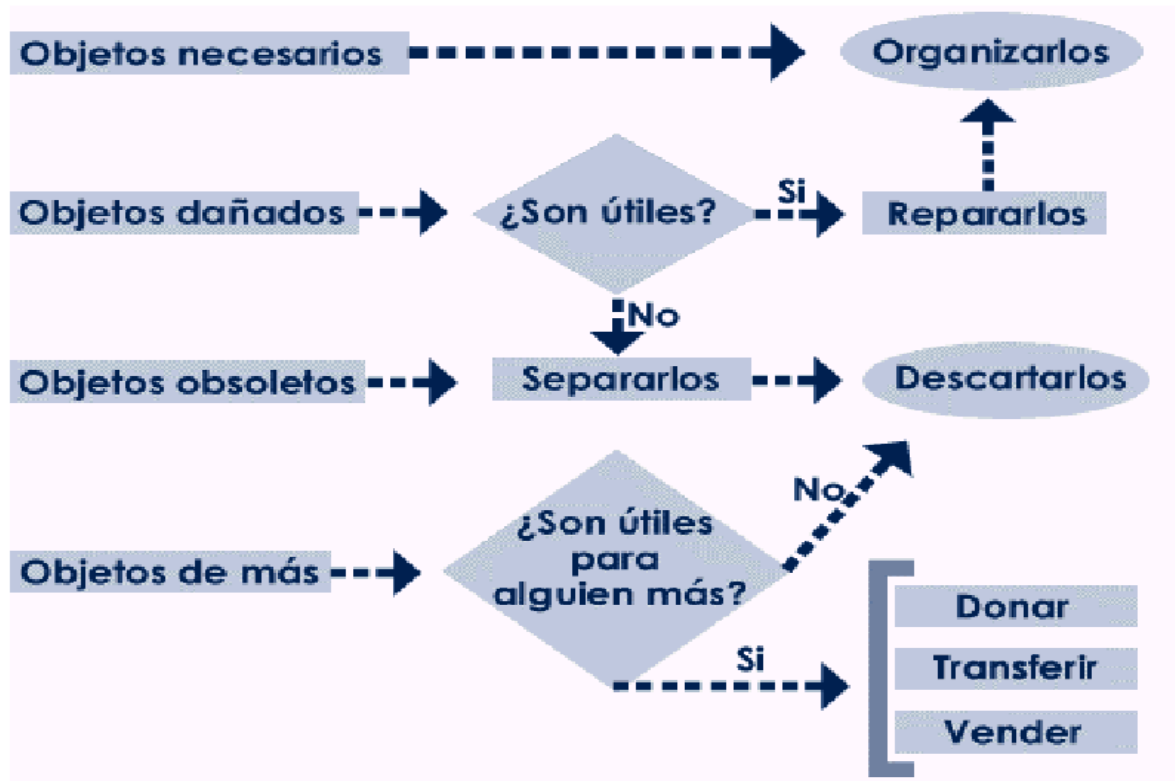 Objetos necesarios
Organizarlos
Objetos dañados
¿Son útiles?
Si
Repararlos
No
Objetos obsoletos
Separarlos
Descartarlos
Objetos de más
¿Son útiles
para
alguien más?
No
Si
Donar
Transferir
Vender